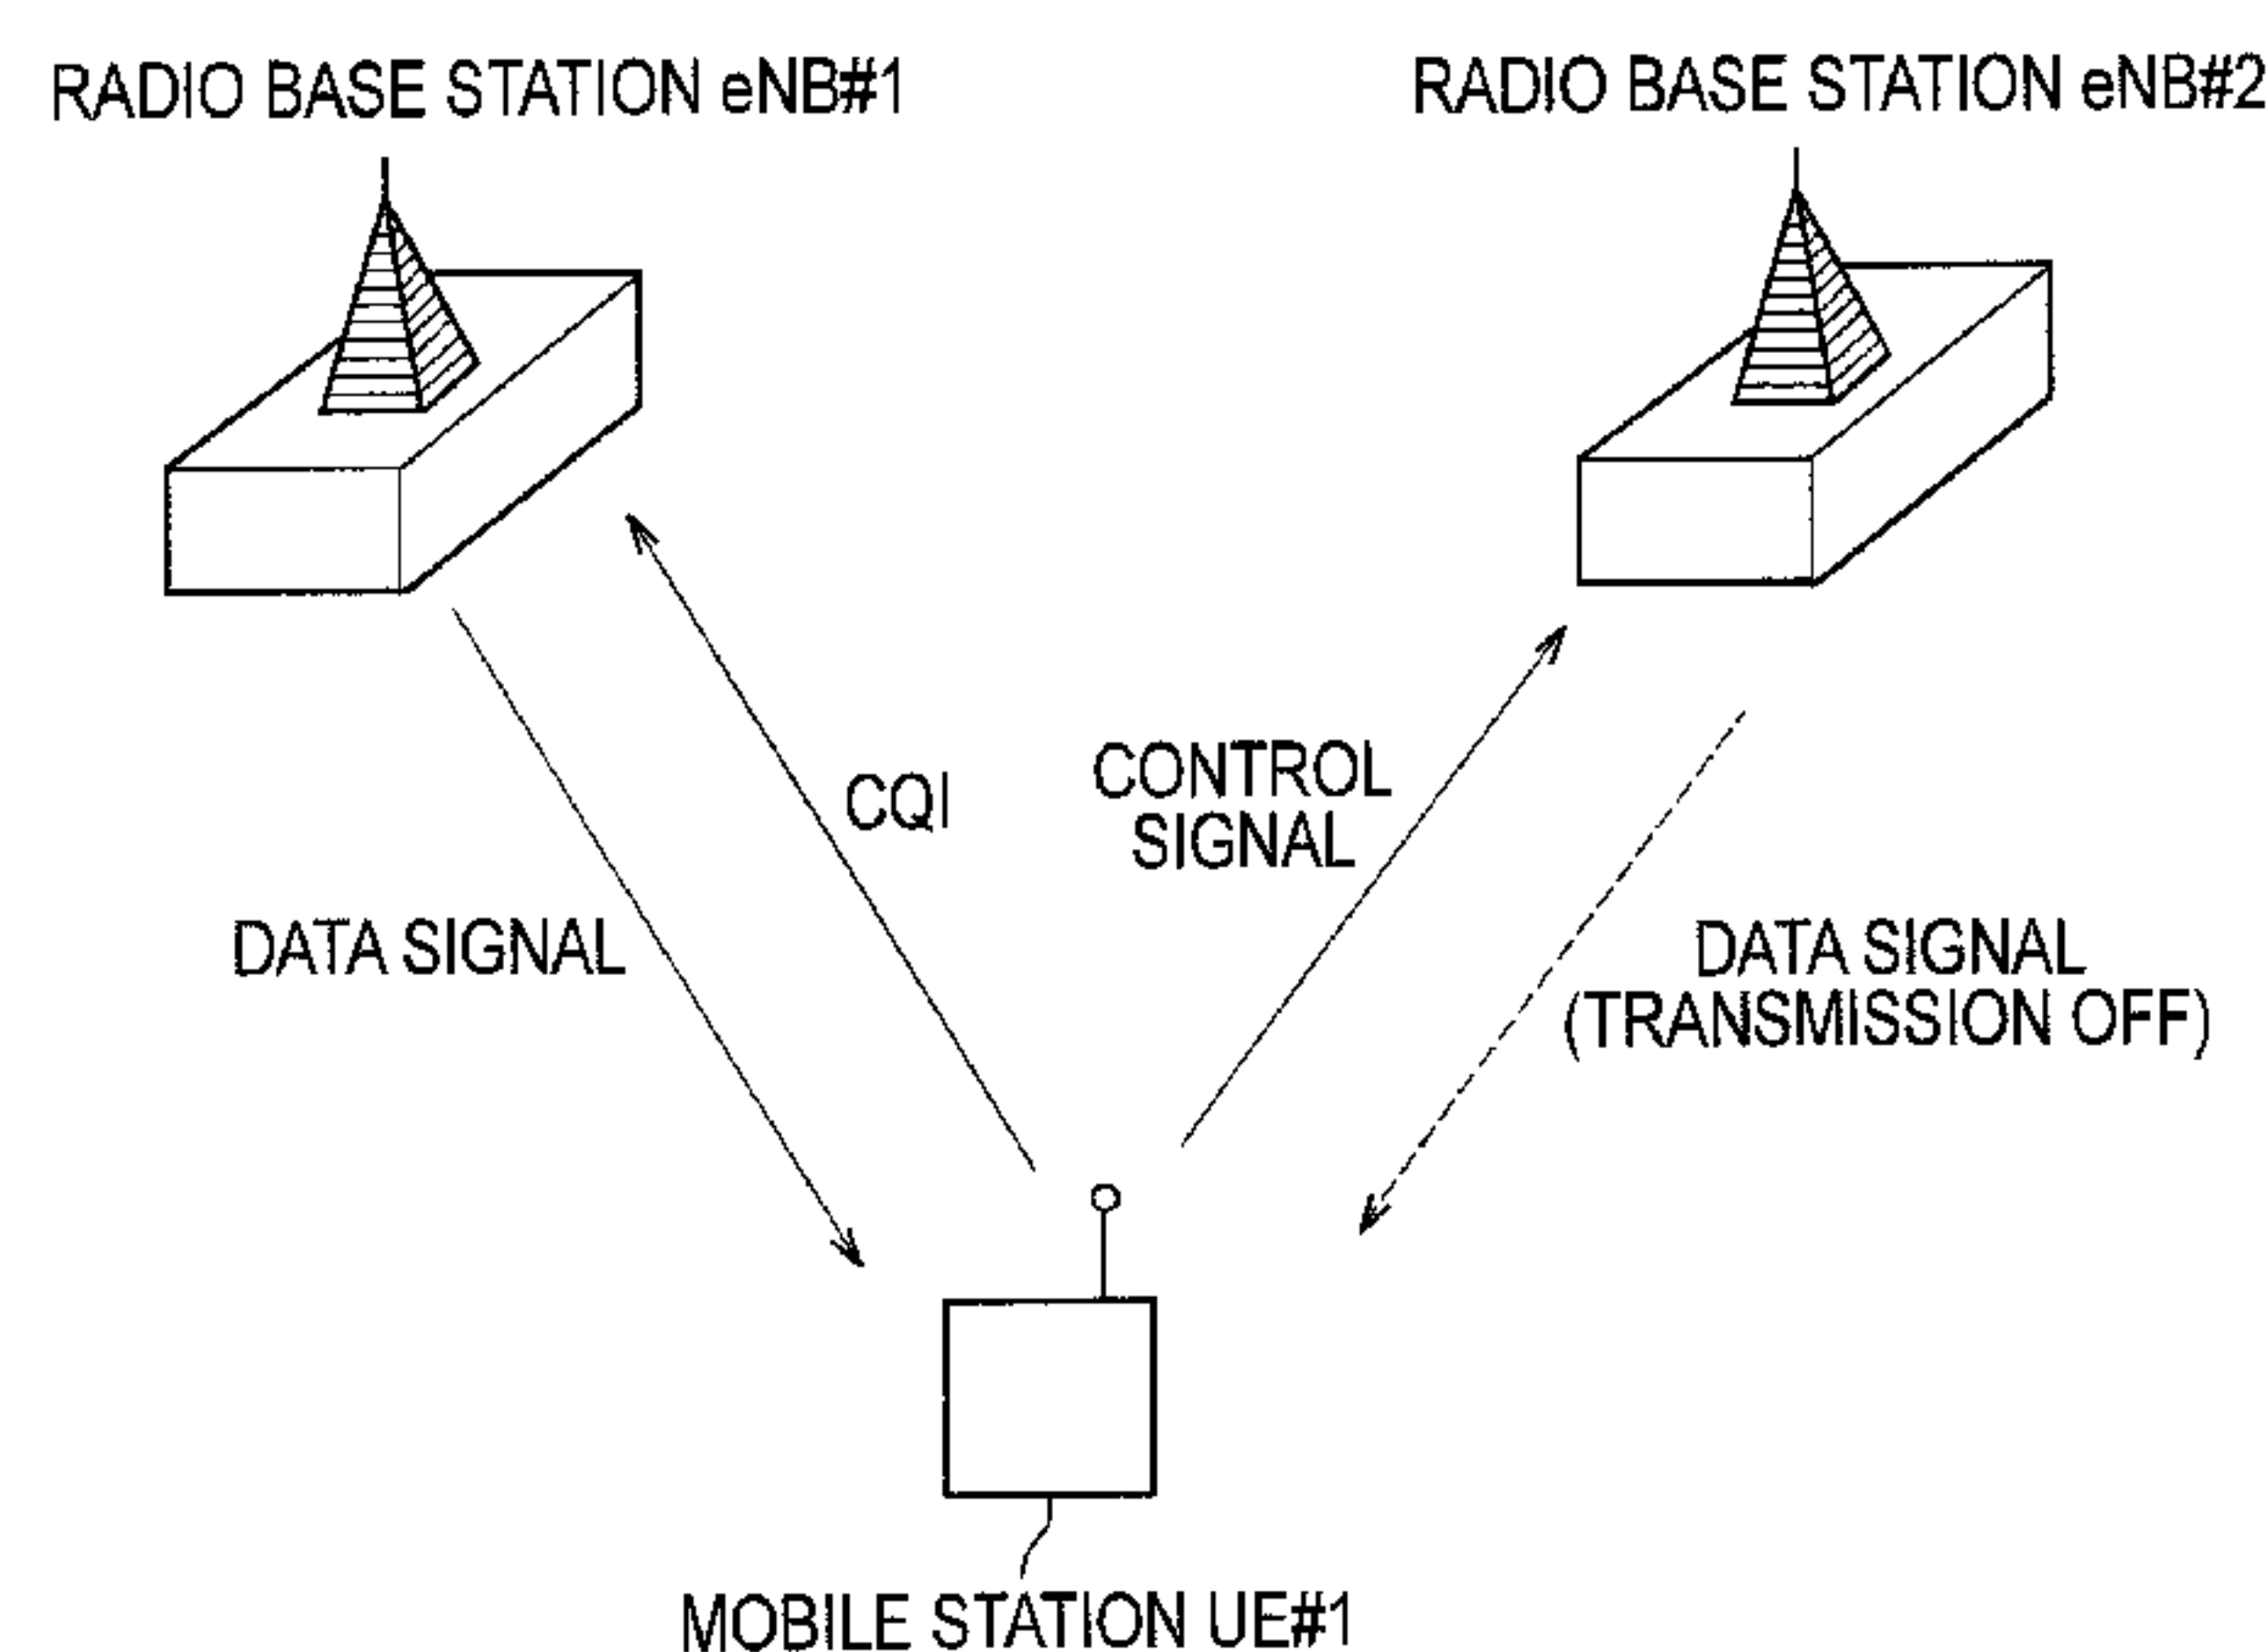 RADIO BASE STATION eNB#1
RADIO BASE STATION eNB#2
CQI
CONTROL
SIGNAL
DATA SIGNAL
DATA SIGNAL
(TRANSMISSION OFF)
MOBILE STATION UE#1